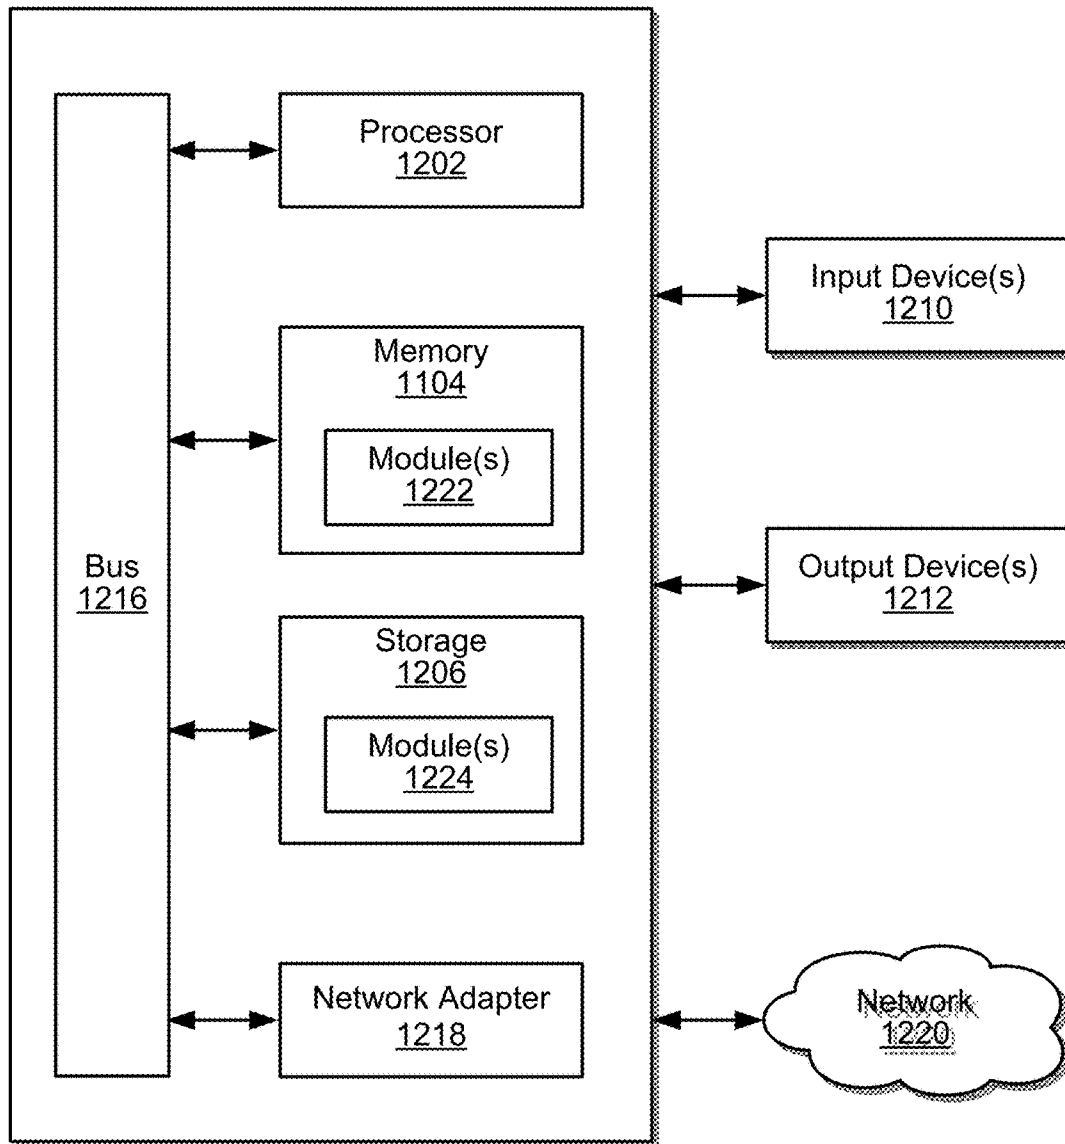 Processor
1202
Input Device(s)
1210
Memory
1104
Module(s)
1222
Bus
1216
Output Device(s)
1212
Storage
1206
Module(s)
1224
Network Adapter
1218
Network
1220